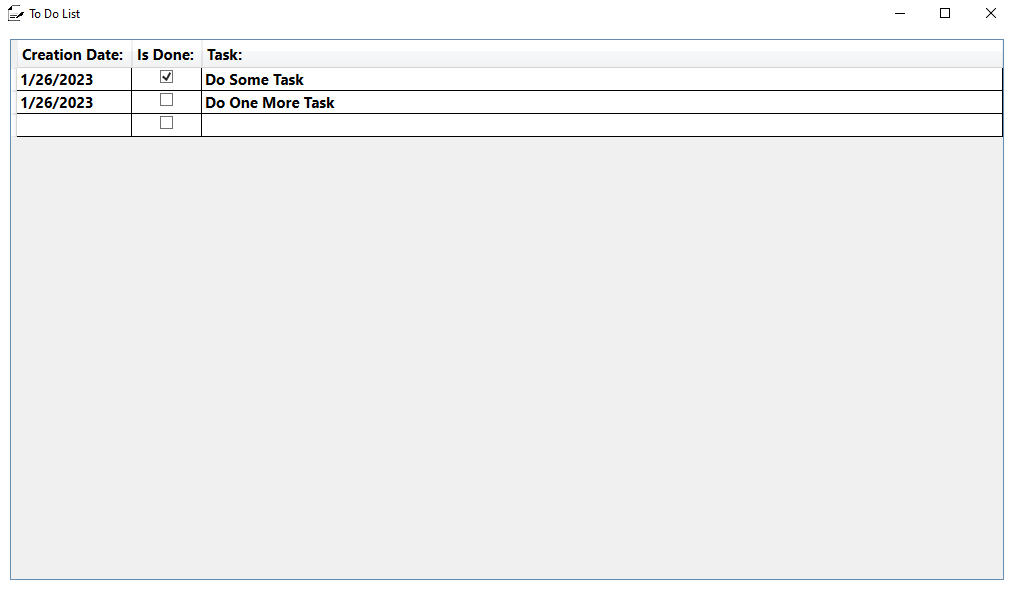 To Do List
Creation Date: Is Done: Task:
1/26/2023 Do Some Task
1/26/2023 Do One More Task